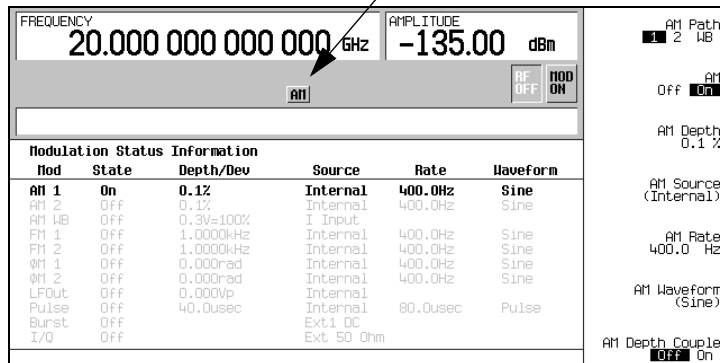 FREQUENCY
20.000 000 000 000 GHz
AMPLITUDE
-135.00 dBm
AM
RF OFF
MOD ON
Modulation Status Information
Mod State Depth/Dev Source Rate Waveform
AM 1 On 0.1% Internal 400.0Hz Sine
AM 2 Off 0.1% Internal 400.0Hz Sine
AM WB Off 0.3V=100% I Input
FM 1 Off 1.0000kHz Internal 400.0Hz Sine
FM 2 Off 1.0000kHz Internal 400.0Hz Sine
ΦM 1 Off 0.000rad Internal 400.0Hz Sine
ΦM 2 Off 0.000rad Internal 400.0Hz Sine
LFOut Off 0.000Vp Internal
Pulse Off 40.0usec Internal 80.0usec Pulse
Burst Off Ext1 DC
I/Q Off Ext 50 Ohm
AM Path
1 2 WB
AM
Off On
AM Depth
0.1 %
AM Source
(Internal)
AM Rate
400.0 Hz
AM Waveform
(Sine)
AM Depth Couple
Off On